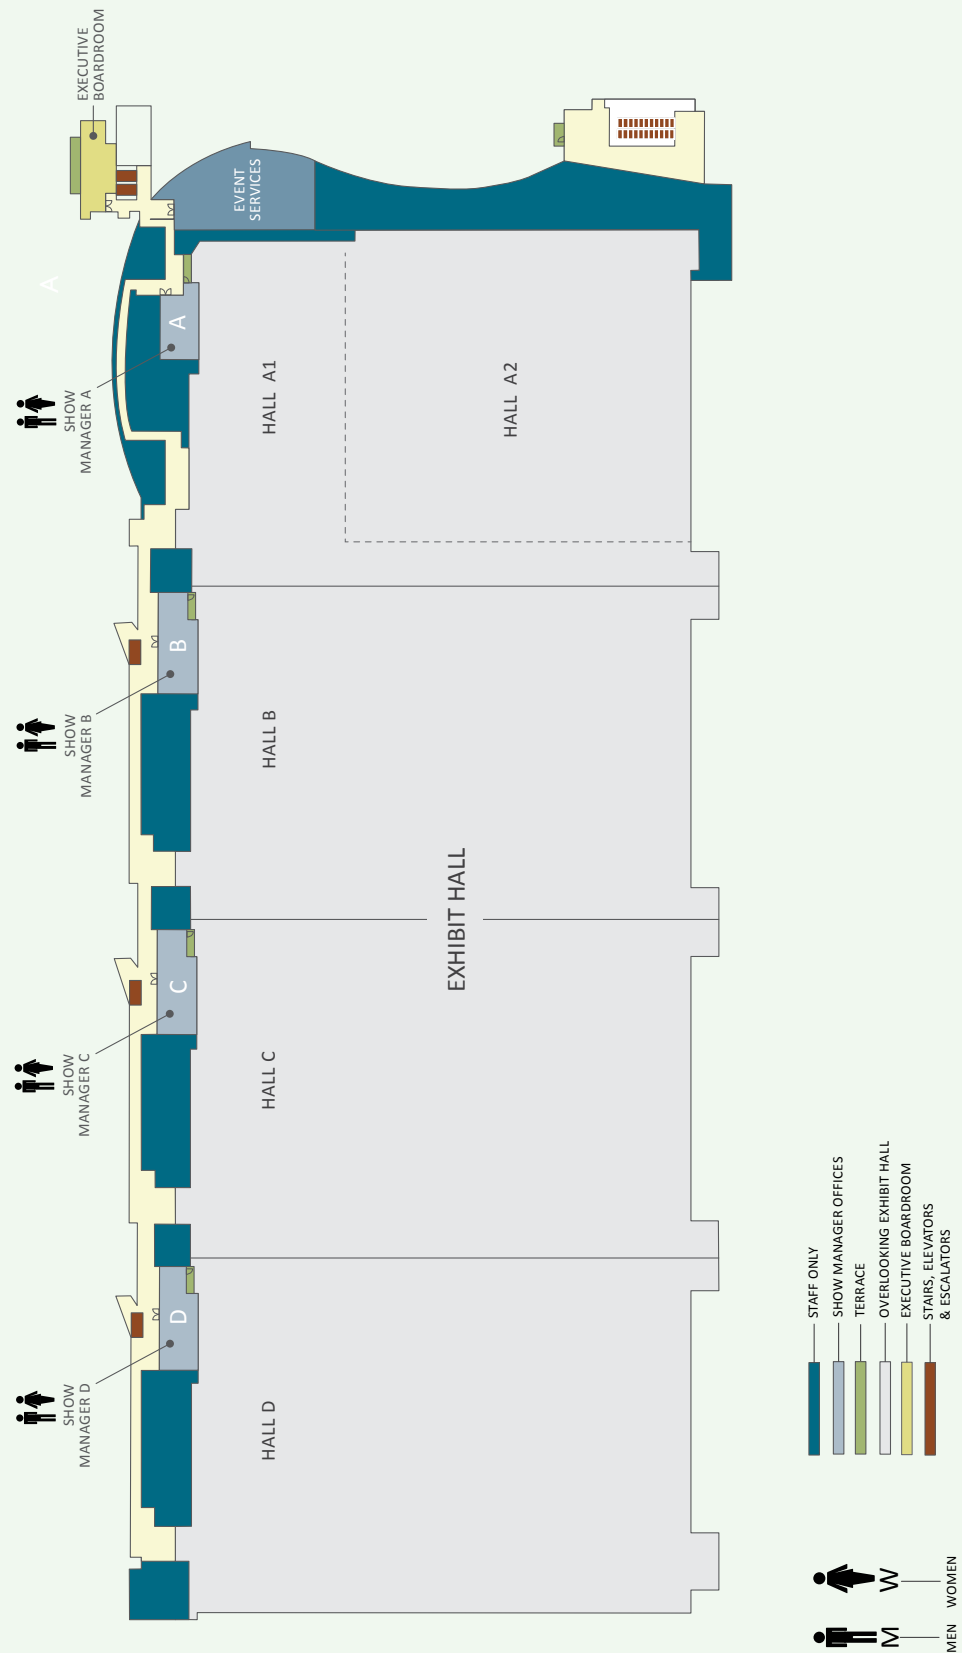 EXECUTIVE
BOARDROOM
EVENT
SERVICES
A
A
SHOW
MANAGER A
HALL A1
HALL A2
B
SHOW
MANAGER B
HALL B
EXHIBIT HALL
C
SHOW
MANAGER C
HALL C
D
SHOW
MANAGER D
HALL D
STAFF ONLY
SHOW MANAGER OFFICES
TERRACE
OVERLOOKING EXHIBIT HALL
EXECUTIVE BOARDROOM
STAIRS, ELEVATORS
& ESCALATORS
M
MEN
W
WOMEN